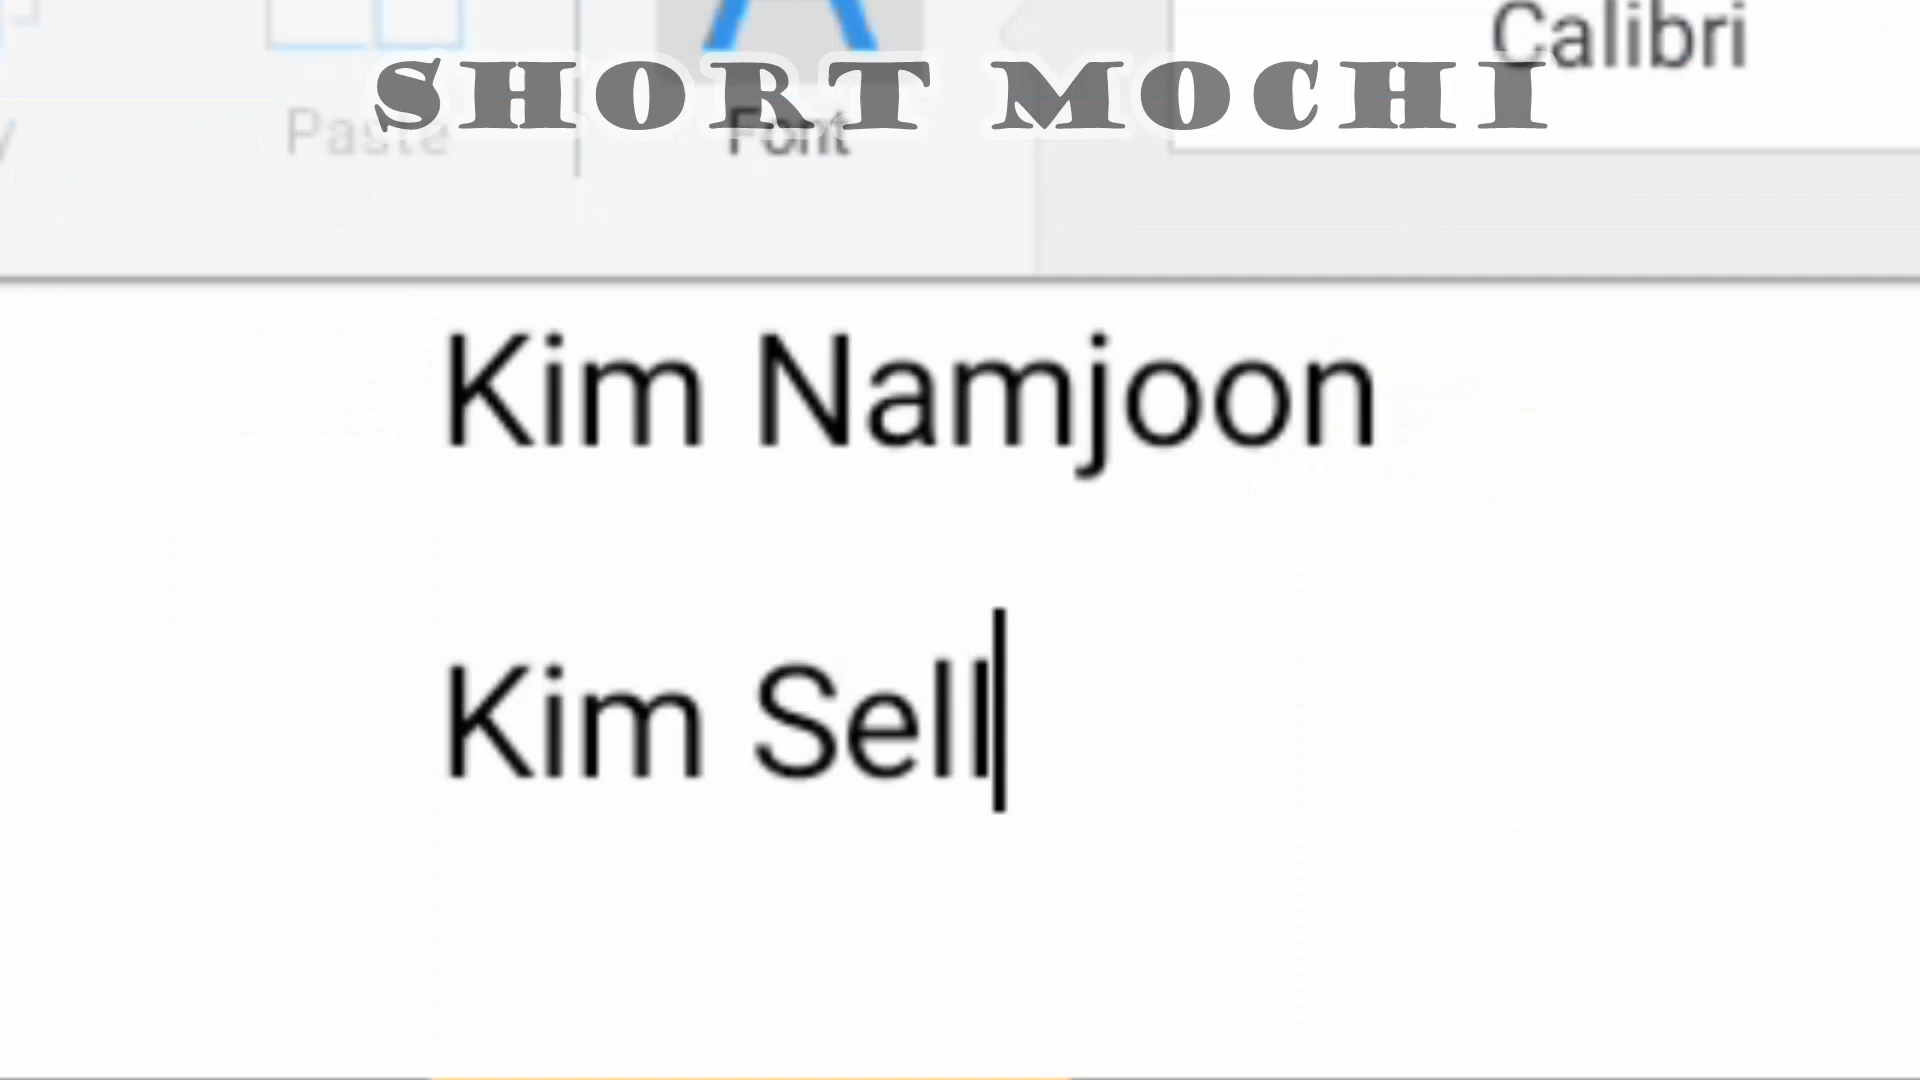 Calibri
SHORT MOCHI
Paste
Font
Kim Namjoon
Kim Sell